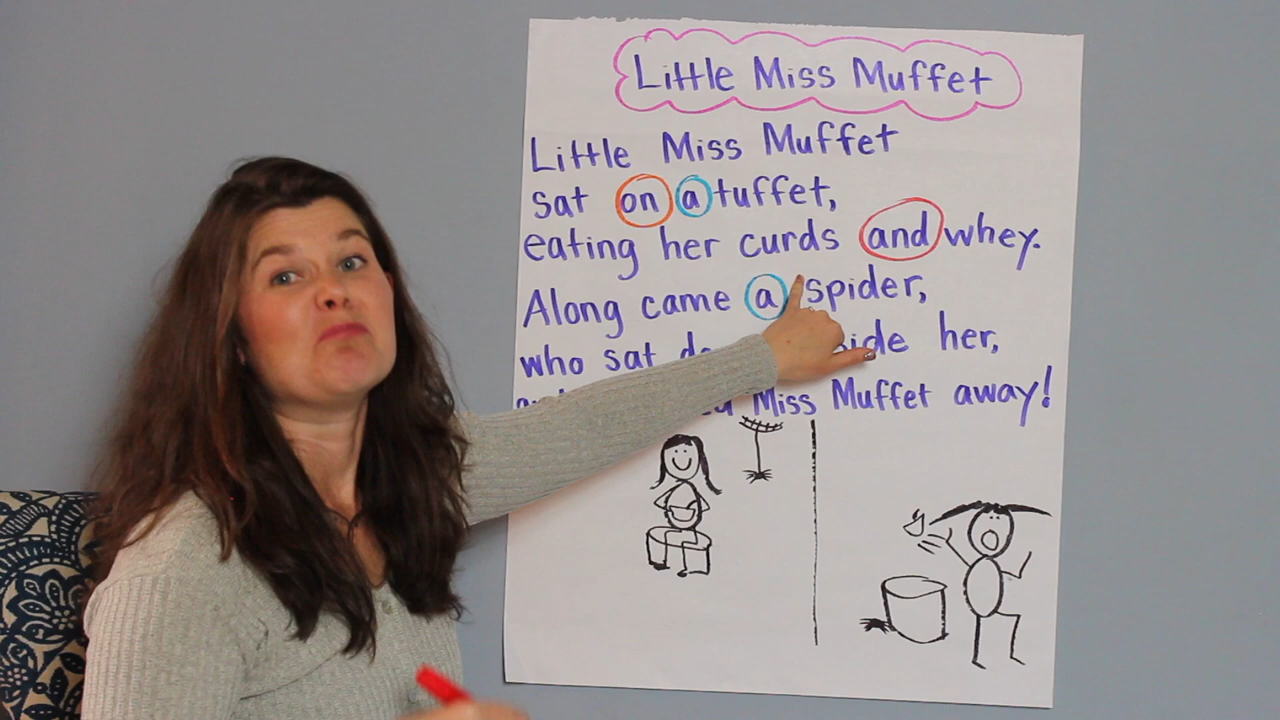 Little Miss Muffet
Little Miss Muffet
sat on a tuffet,
eating her curds and whey.
Along came a spider,
who sat her,
Miss Muffet away!